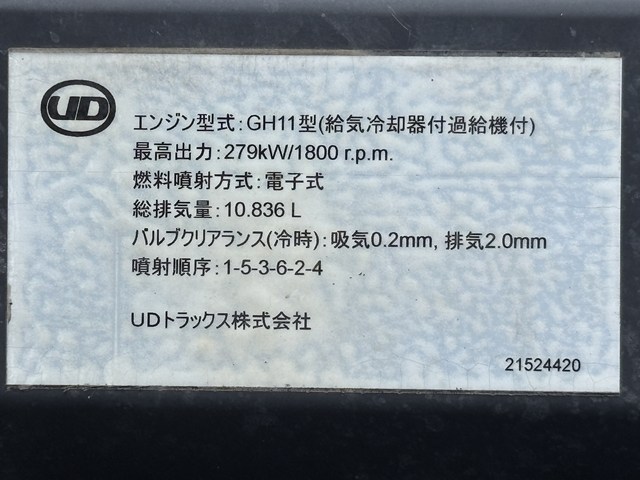 UD
エンジン型式:GH11型(給気冷却器付過給機付)
最高出力:279kW/1800 r.p.m.
燃料噴射方式:電子式
総排気量:10.836 L
バルブクリアランス(冷時):吸気0.2mm, 排気2.0mm
噴射順序:1-5-3-6-2-4
UDトラックス株式会社
21524420